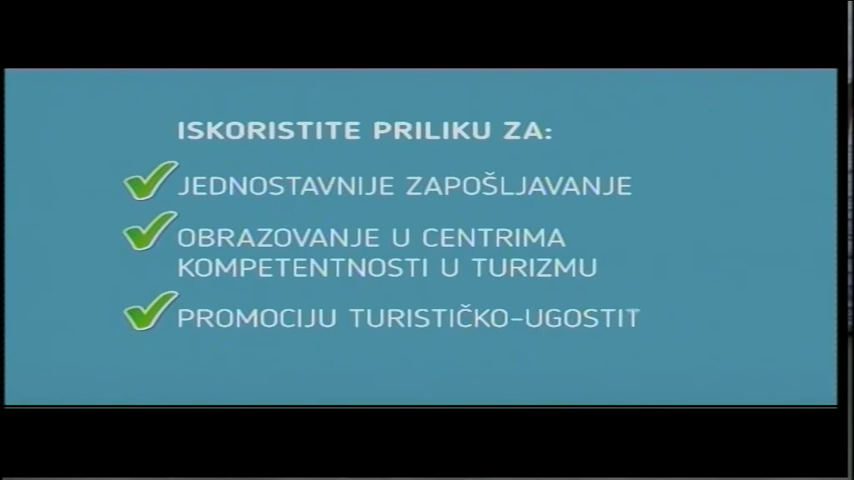 ISKORISTITE PRILIKU ZA:
JEDNOSTAVNIJE ZAPOŠLJAVANJE
OBRAZOVANJE U CENTRIMA
KOMPETENTNOSTI U TURIZMU
PROMOCIJU TURISTIČKO-UGOSTIT